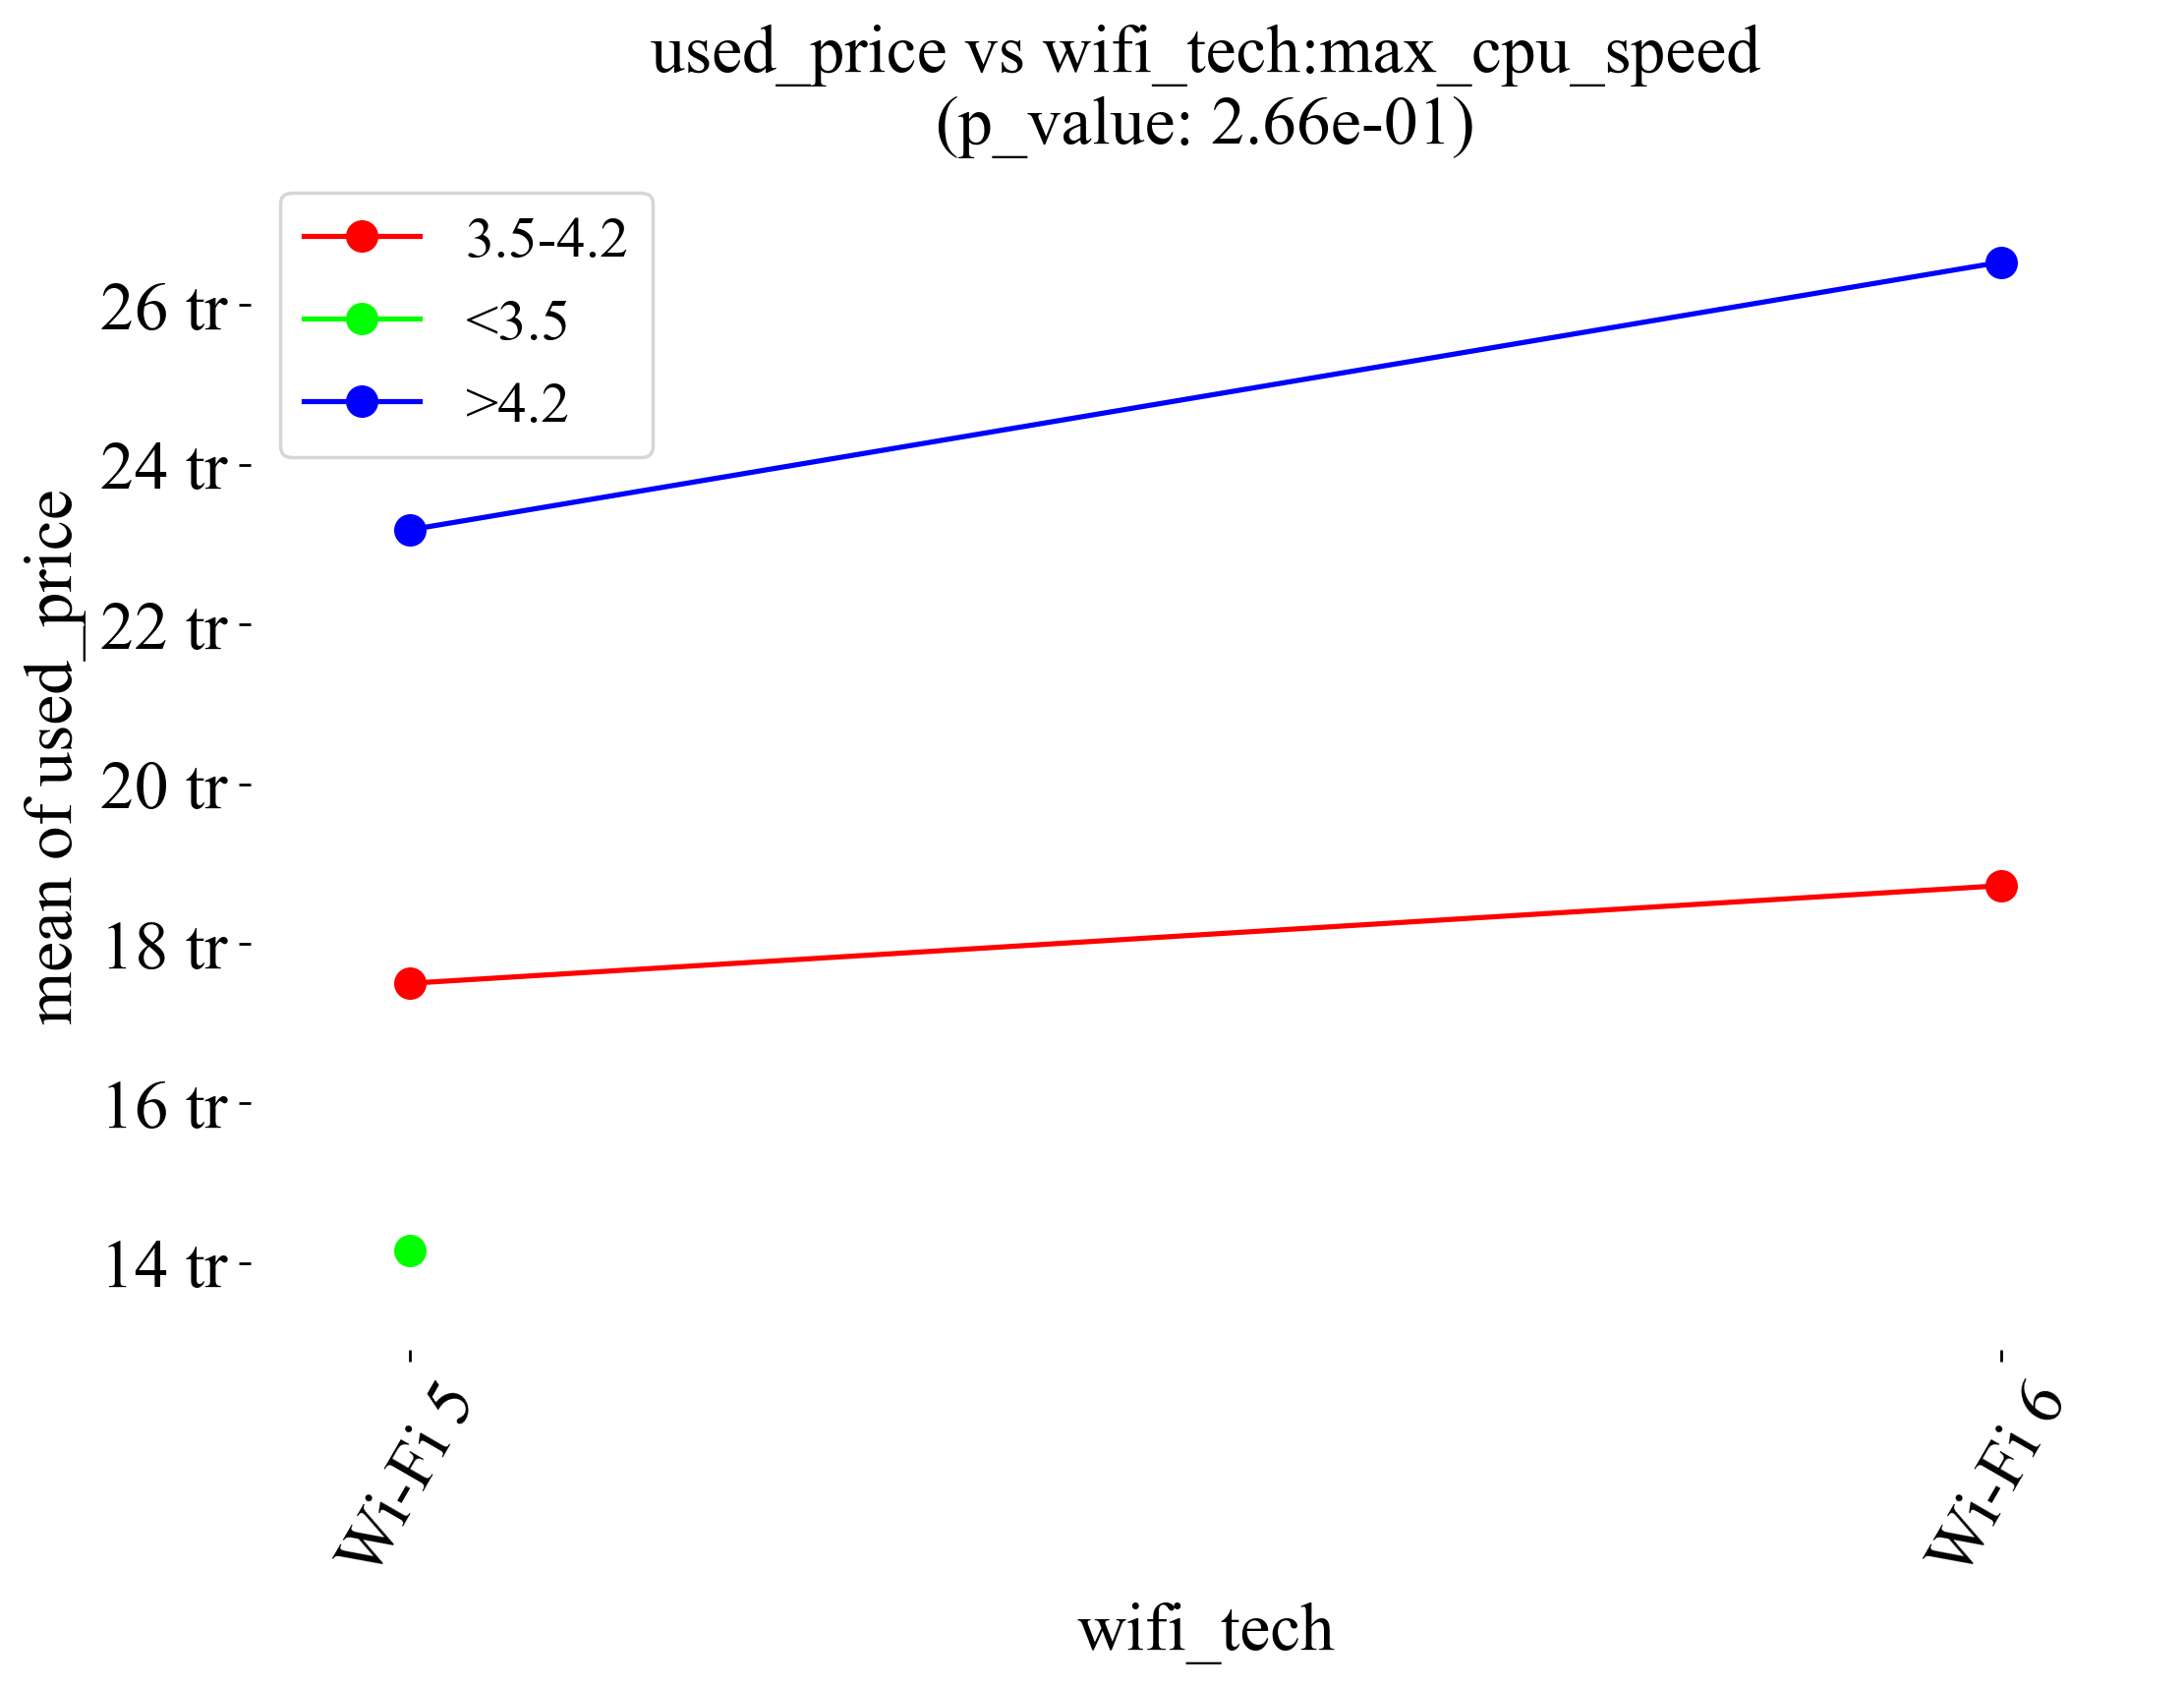 used_price vs wifi_tech:max_cpu_speed
(p_value: 2.66e-01)
3.5-4.2
<3.5
>4.2
mean of used_price
26 tr
24 tr
22 tr
20 tr
18 tr
16 tr
14 tr
Wi-Fi 5
Wi-Fi 6
wifi_tech